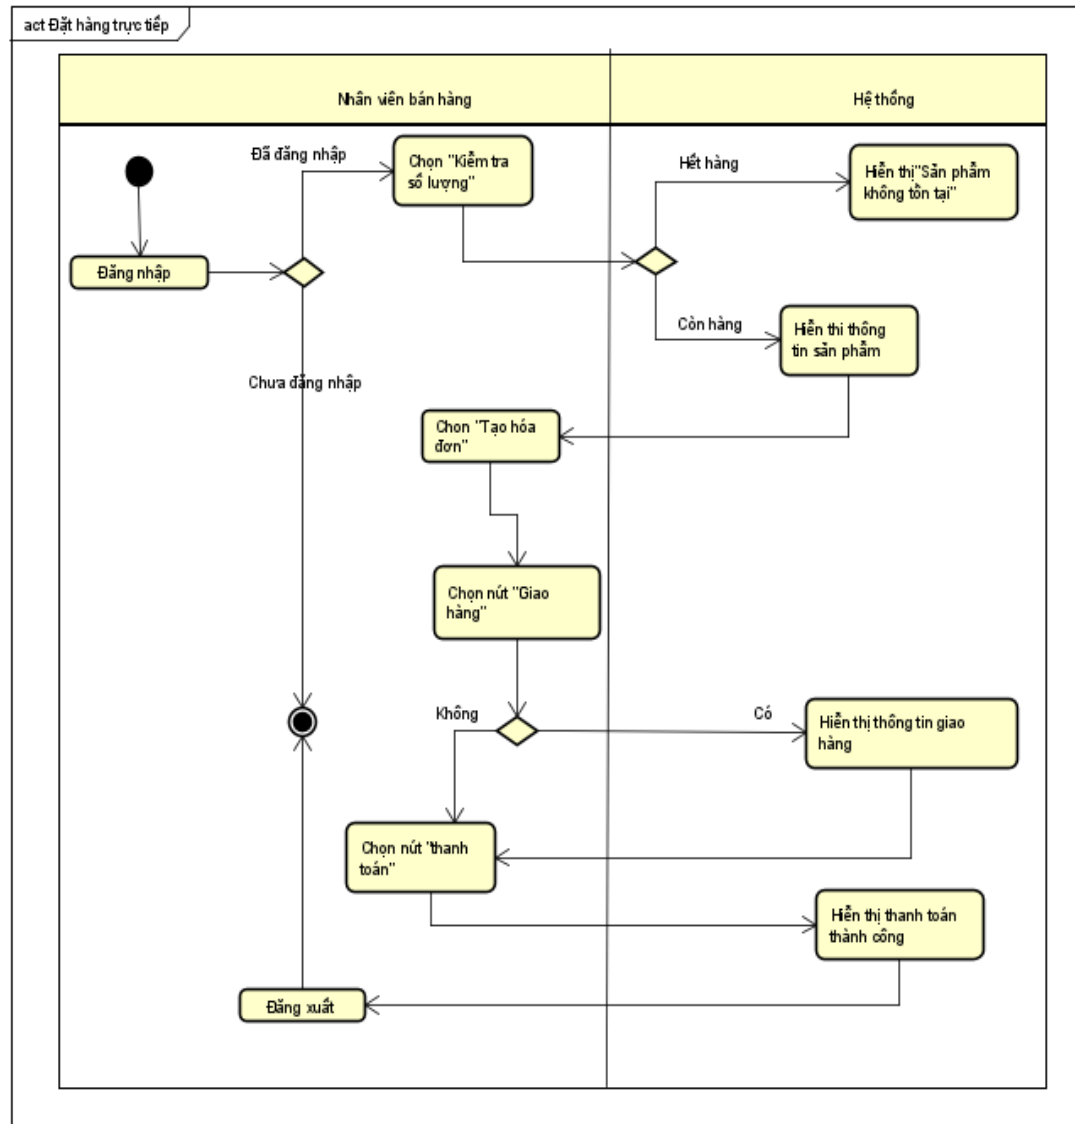 act Đặt hàng trực tiếp
Nhân viên bán hàng
Hệ thống
Đã đăng nhập
Chọn "Kiểm tra
số lượng"
Hết hàng
Hiển thị"Sản phẩm
không tồn tại"
Đăng nhập
Còn hàng
Hiển thi thông
tin sản phẩm
Chưa đăng nhập
Chon "Tạo hóa
đơn"
Chọn nút "Giao
hàng"
Không
Có
Hiển thị thông tin giao
hàng
Chọn nút "thanh
toán"
Hiển thị thanh toán
thành công
Đăng xuất